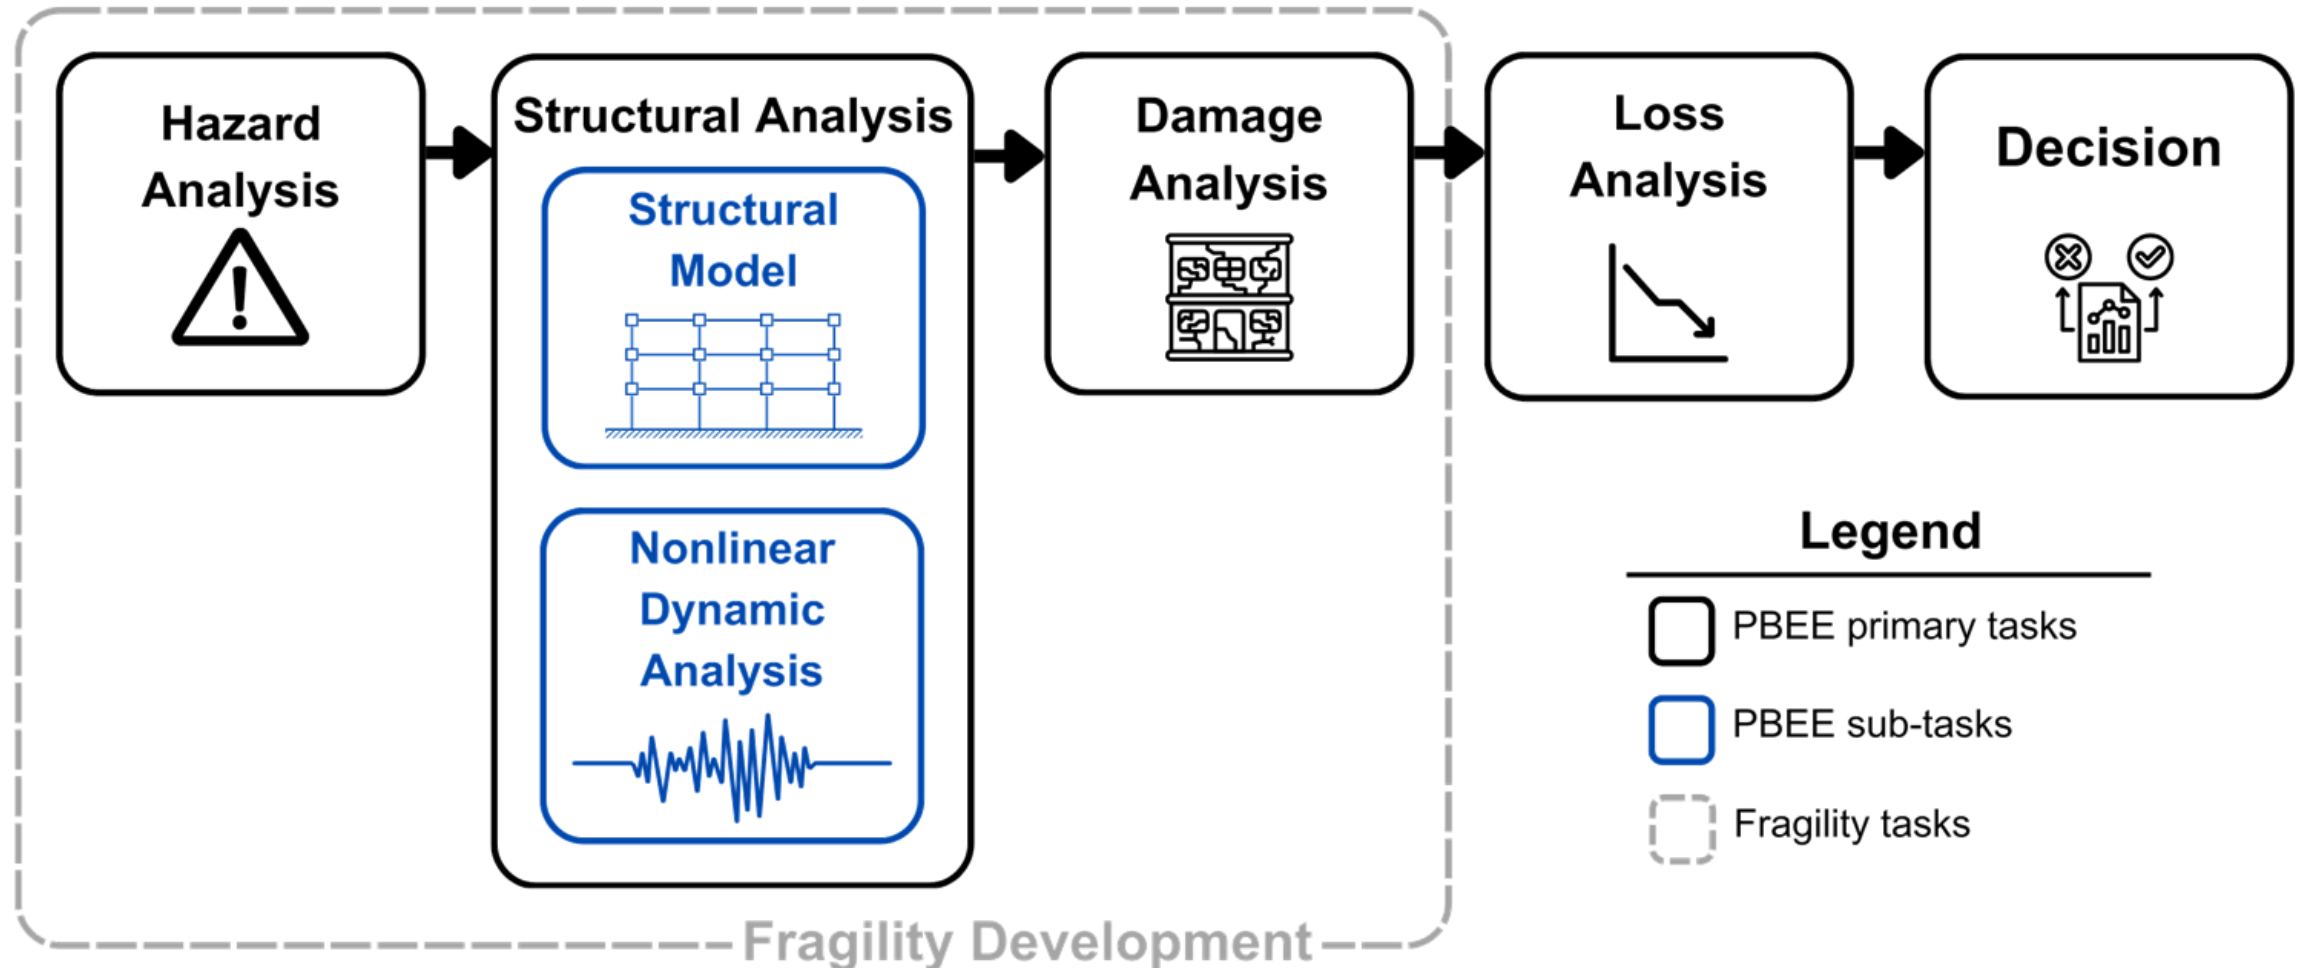 Hazard
Analysis
Structural Analysis
Structural
Model
Nonlinear
Dynamic
Analysis
Damage
Analysis
Loss
Analysis
Decision
Legend
PBEE primary tasks
PBEE sub-tasks
Fragility tasks
Fragility Development